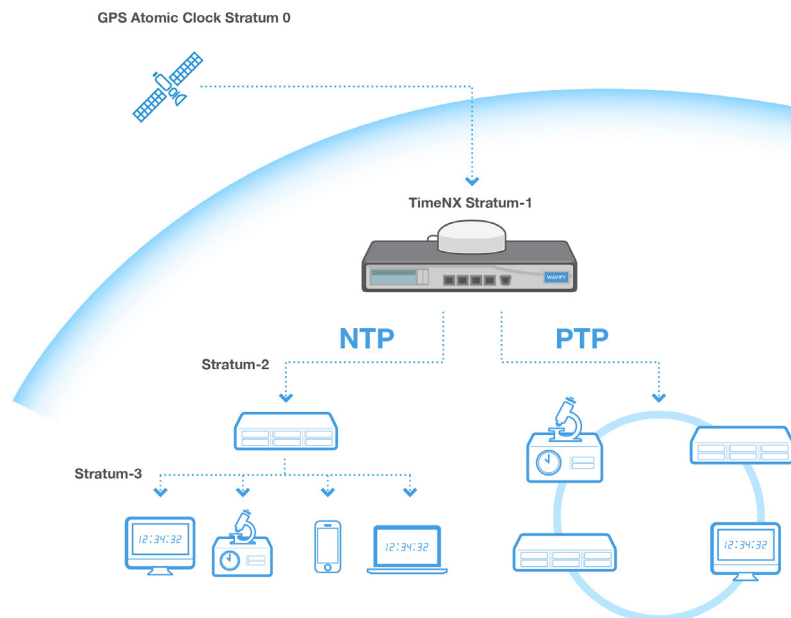 GPS Atomic Clock Stratum 0
TimeNX Stratum-1
WAVIFY
NTP
PTP
Stratum-2
Stratum-3
12:34:32
12:34:32
12:34:32